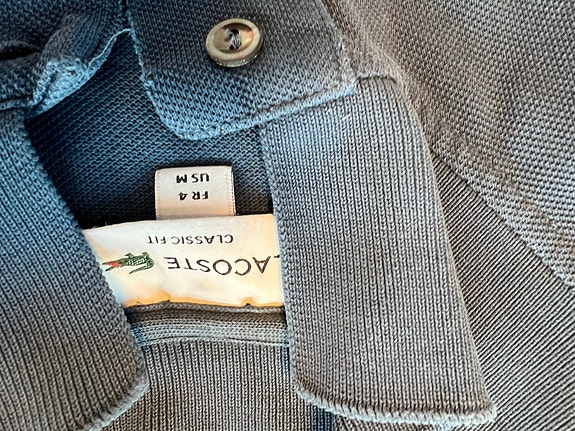 LACOSTE
CLASSIC FIT
FR 4
US M